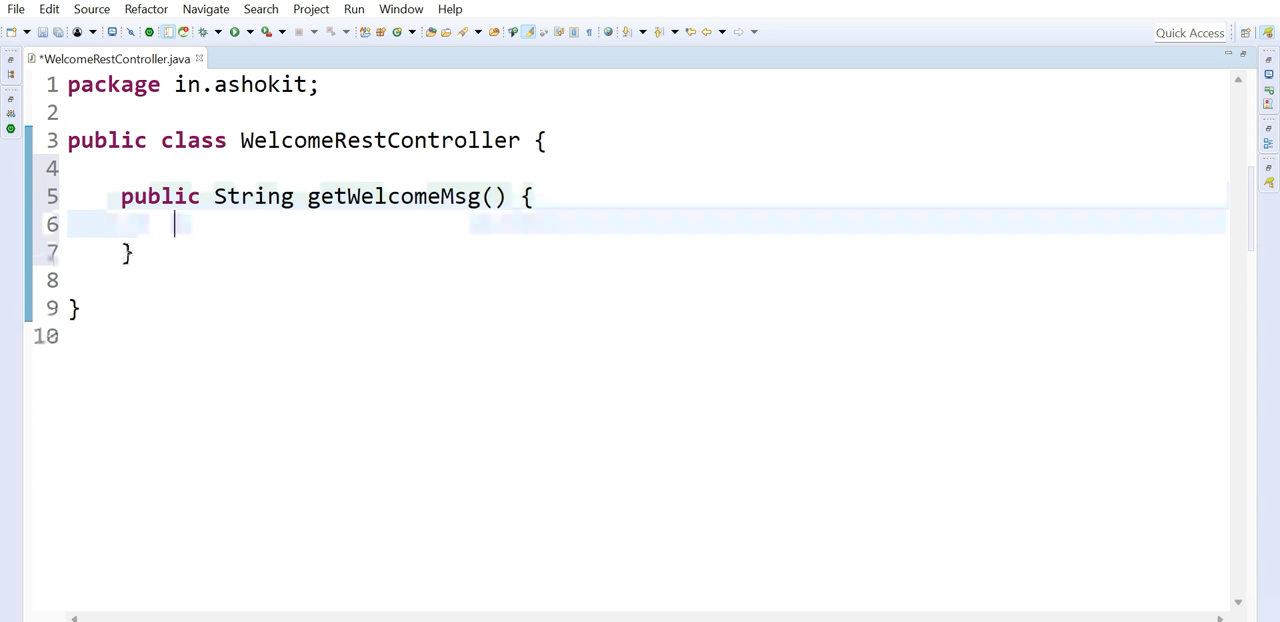 File Edit Source Refactor Navigate Search Project Run Window Help
Quick Access
*WelcomeRestController.java
1 package in.ashokit;
2
3 public class WelcomeRestController {
4
5 public String getWelcomeMsg() {
6
7 }
8
9 }
10